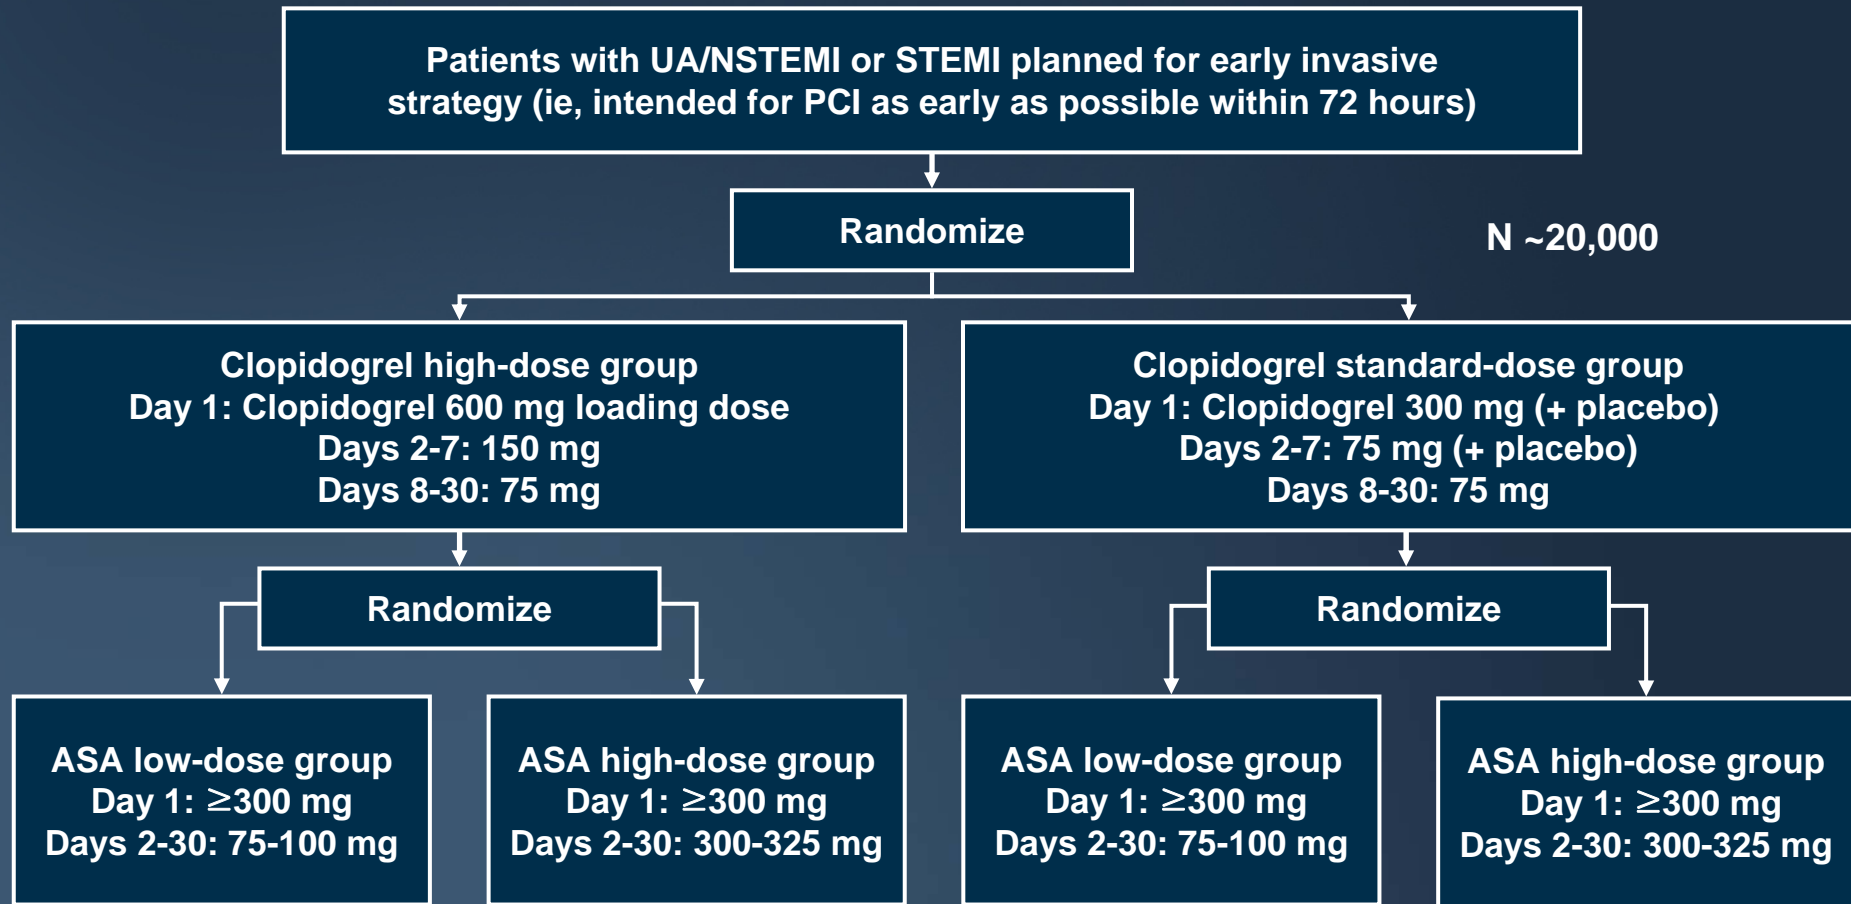 Patients with UA/NSTEMI or STEMI planned for early invasive
strategy (ie, intended for PCI as early as possible within 72 hours)
Randomize
N ~20,000
Clopidogrel high-dose group
Day 1: Clopidogrel 600 mg loading dose
Days 2-7: 150 mg
Days 8-30: 75 mg
Clopidogrel standard-dose group
Day 1: Clopidogrel 300 mg (+ placebo)
Days 2-7: 75 mg (+ placebo)
Days 8-30: 75 mg
Randomize
Randomize
ASA low-dose group
Day 1: ≥300 mg
Days 2-30: 75-100 mg
ASA high-dose group
Day 1: ≥300 mg
Days 2-30: 300-325 mg
ASA low-dose group
Day 1: ≥300 mg
Days 2-30: 75-100 mg
ASA high-dose group
Day 1: ≥300 mg
Days 2-30: 300-325 mg